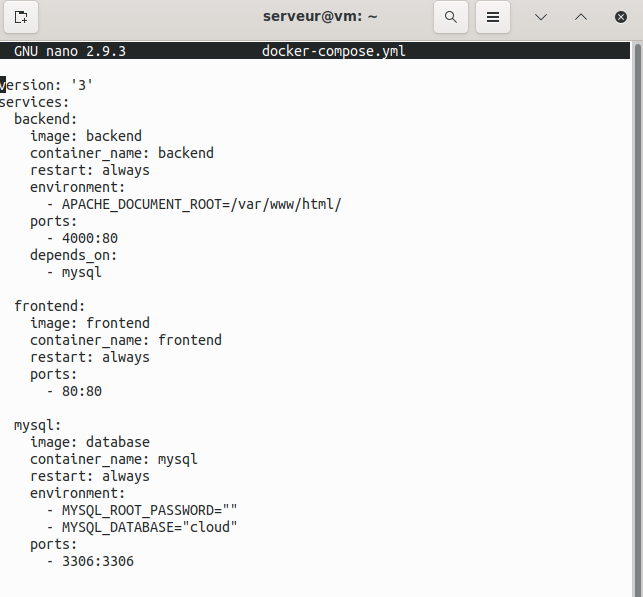 serveur@vm: ~
GNU nano 2.9.3 docker-compose.yml
version: '3'
services:
  backend:
    image: backend
    container_name: backend
    restart: always
    environment:
      - APACHE_DOCUMENT_ROOT=/var/www/html/
    ports:
      - 4000:80
    depends_on:
      - mysql

  frontend:
    image: frontend
    container_name: frontend
    restart: always
    ports:
      - 80:80

  mysql:
    image: database
    container_name: mysql
    restart: always
    environment:
      - MYSQL_ROOT_PASSWORD=""
      - MYSQL_DATABASE="cloud"
    ports:
      - 3306:3306